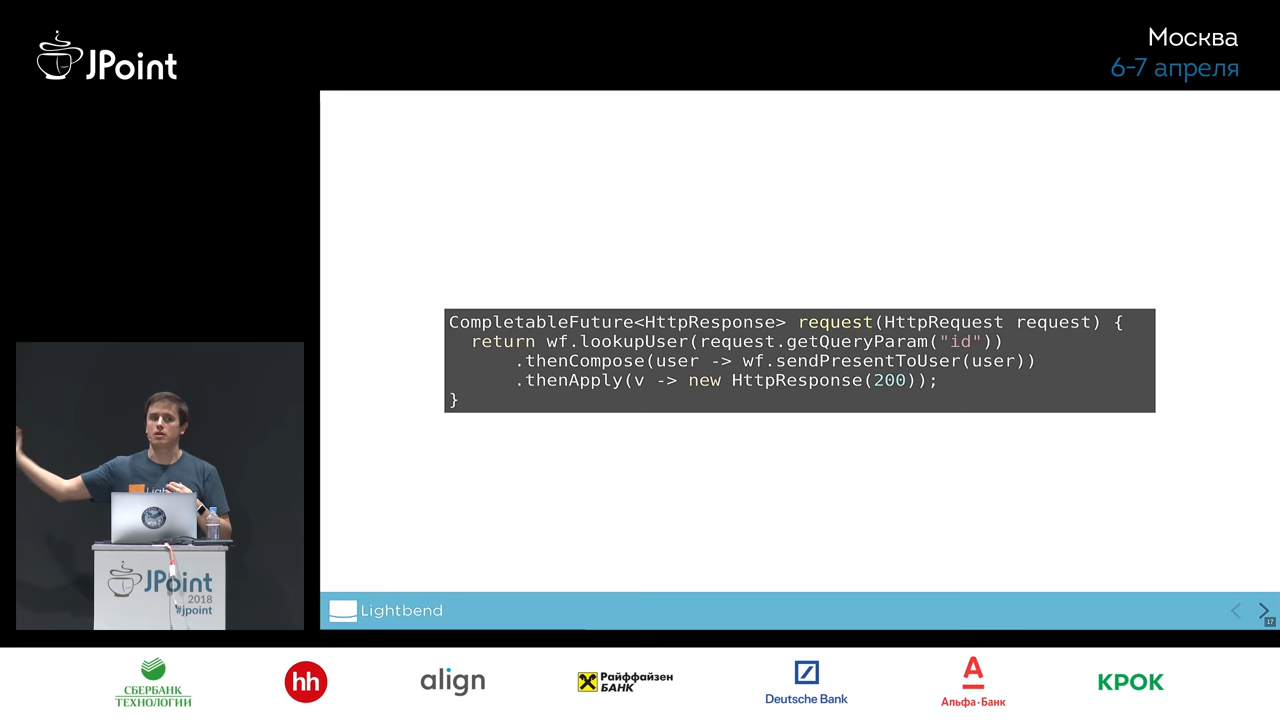 JPoint
Москва
6-7 апреля
CompletableFuture<HttpResponse> request(HttpRequest request) {
  return wf.lookupUser(request.getQueryParam("id"))
      .thenCompose(user -> wf.sendPresentToUser(user))
      .thenApply(v -> new HttpResponse(200));
}
Ligh
JPoint
2018
#jpoint
Lightbend
17
СБЕРБАНК
ТЕХНОЛОГИИ
hh
align
Райффайзен
БАНК
Deutsche Bank
А
Альфа·Банк
КРОК